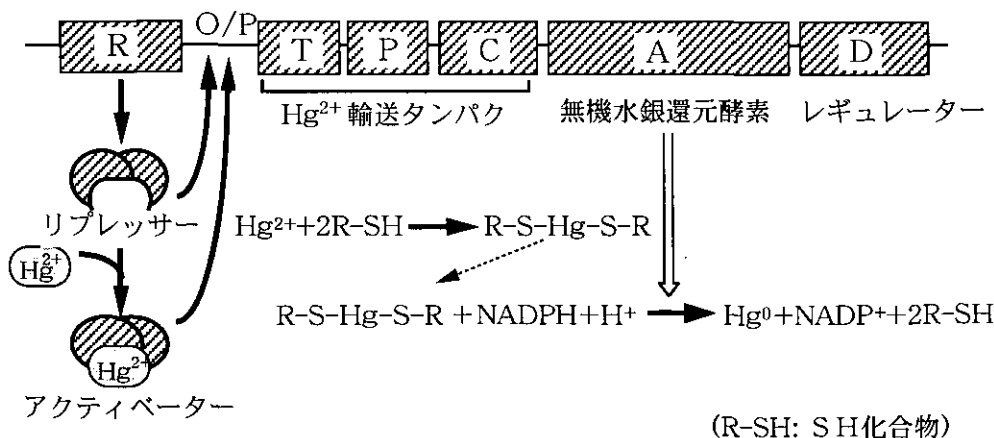 O/P
R T P C A D
Hg²⁺輸送タンパク 無機水銀還元酵素 レギュレーター
リプレッサー
Hg²⁺+2R-SH R-S-Hg-S-R
Hg²⁺
R-S-Hg-S-R +NADPH+H⁺ Hg⁰+NADP⁺+2R-SH
Hg²⁺
アクティベーター
(R-SH: SH化合物)